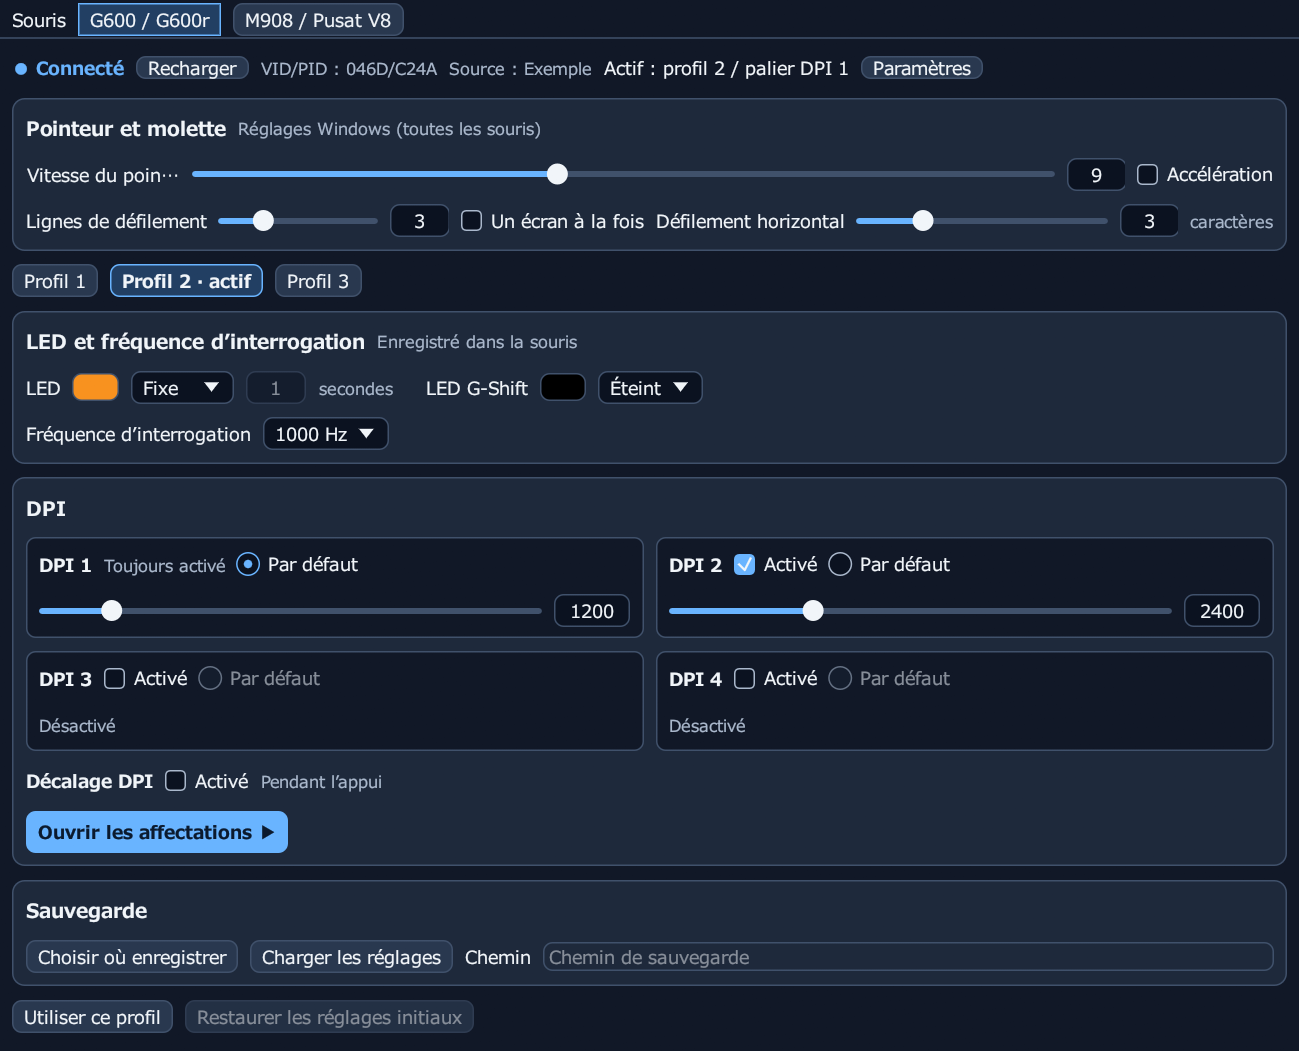 Souris G600 / G600r M908 / Pusat V8
Connecté Recharger VID/PID : 046D/C24A Source : Exemple Actif : profil 2 / palier DPI 1 Paramètres
Pointeur et molette Réglages Windows (toutes les souris)
Vitesse du poin⋯ 9 Accélération
Lignes de défilement 3 Un écran à la fois Défilement horizontal 3 caractères
Profil 1 Profil 2 · actif Profil 3
LED et fréquence d’interrogation Enregistré dans la souris
LED Fixe 1 secondes LED G-Shift Éteint
Fréquence d’interrogation 1000 Hz
DPI
DPI 1 Toujours activé Par défaut
1200
DPI 2 Activé Par défaut
2400
DPI 3 Activé Par défaut
Désactivé
DPI 4 Activé Par défaut
Désactivé
Décalage DPI Activé Pendant l’appui
Ouvrir les affectations
Sauvegarde
Choisir où enregistrer Charger les réglages Chemin Chemin de sauvegarde
Utiliser ce profil Restaurer les réglages initiaux